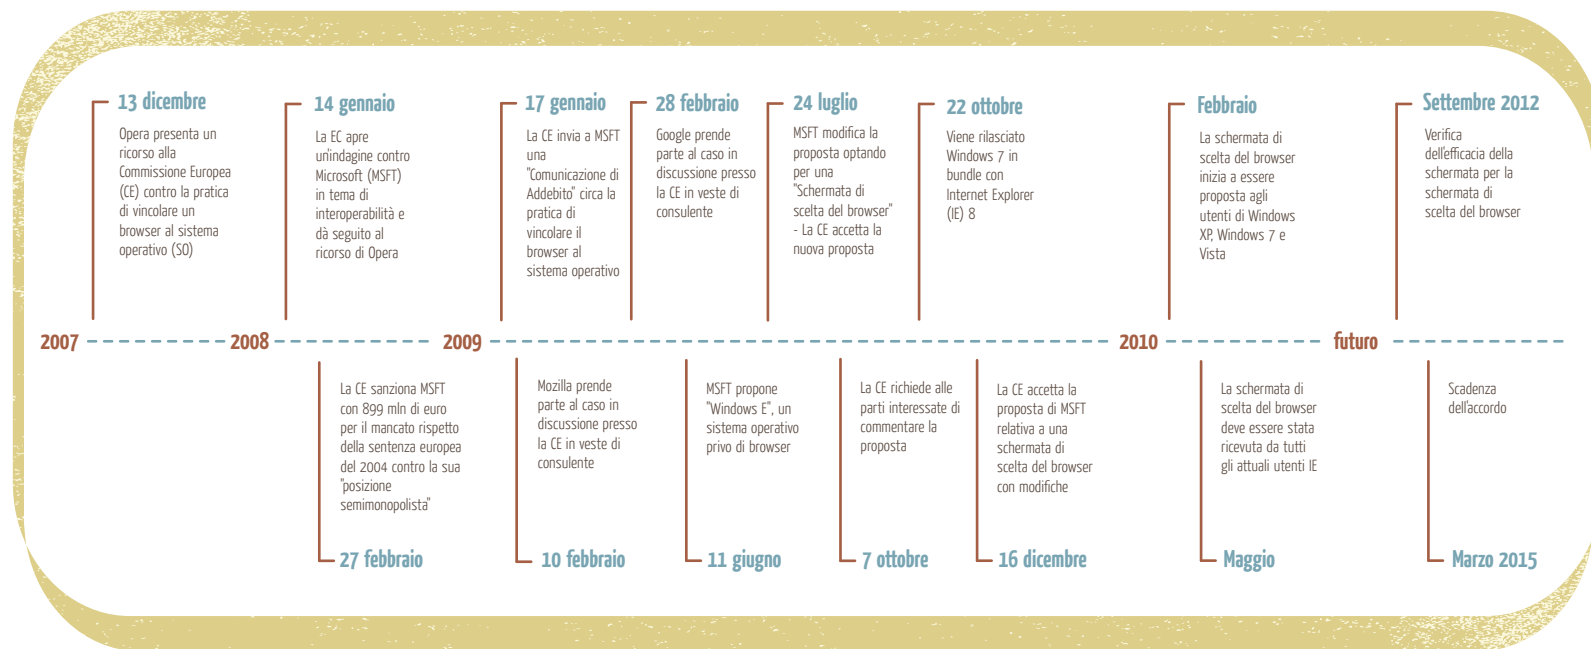 13 dicembre
Opera presenta un
ricorso alla
Commissione Europea
(CE) contro la pratica
di vincolare un
browser al sistema
operativo (SO)
14 gennaio
La EC apre
un'indagine contro
Microsoft (MSFT)
in tema di
interoperabilità e
dà seguito al
ricorso di Opera
17 gennaio
La CE invia a MSFT
una
"Comunicazione di
Addebito" circa la
pratica di
vincolare il
browser al
sistema operativo
28 febbraio
Google prende
parte al caso in
discussione presso
la CE in veste di
consulente
24 luglio
MSFT modifica la
proposta optando
per una
"Schermata di
scelta del browser"
- La CE accetta la
nuova proposta
22 ottobre
Viene rilasciato
Windows 7 in
bundle con
Internet Explorer
(IE) 8
Febbraio
La schermata di
scelta del browser
inizia a essere
proposta agli
utenti di Windows
XP, Windows 7 e
Vista
Settembre 2012
Verifica
dell'efficacia della
schermata per la
schermata di
scelta del browser
2007
2008
2009
2010
futuro
La CE sanziona MSFT
con 899 mln di euro
per il mancato rispetto
della sentenza europea
del 2004 contro la sua
"posizione
semimonopolista"
27 febbraio
Mozilla prende
parte al caso in
discussione presso
la CE in veste di
consulente
10 febbraio
MSFT propone
"Windows E", un
sistema operativo
privo di browser
11 giugno
La CE richiede alle
parti interessate di
commentare la
proposta
7 ottobre
La CE accetta la
proposta di MSFT
relativa a una
schermata di
scelta del browser
con modifiche
16 dicembre
La schermata di
scelta del browser
deve essere stata
ricevuta da tutti
gli attuali utenti IE
Maggio
Scadenza
dell'accordo
Marzo 2015